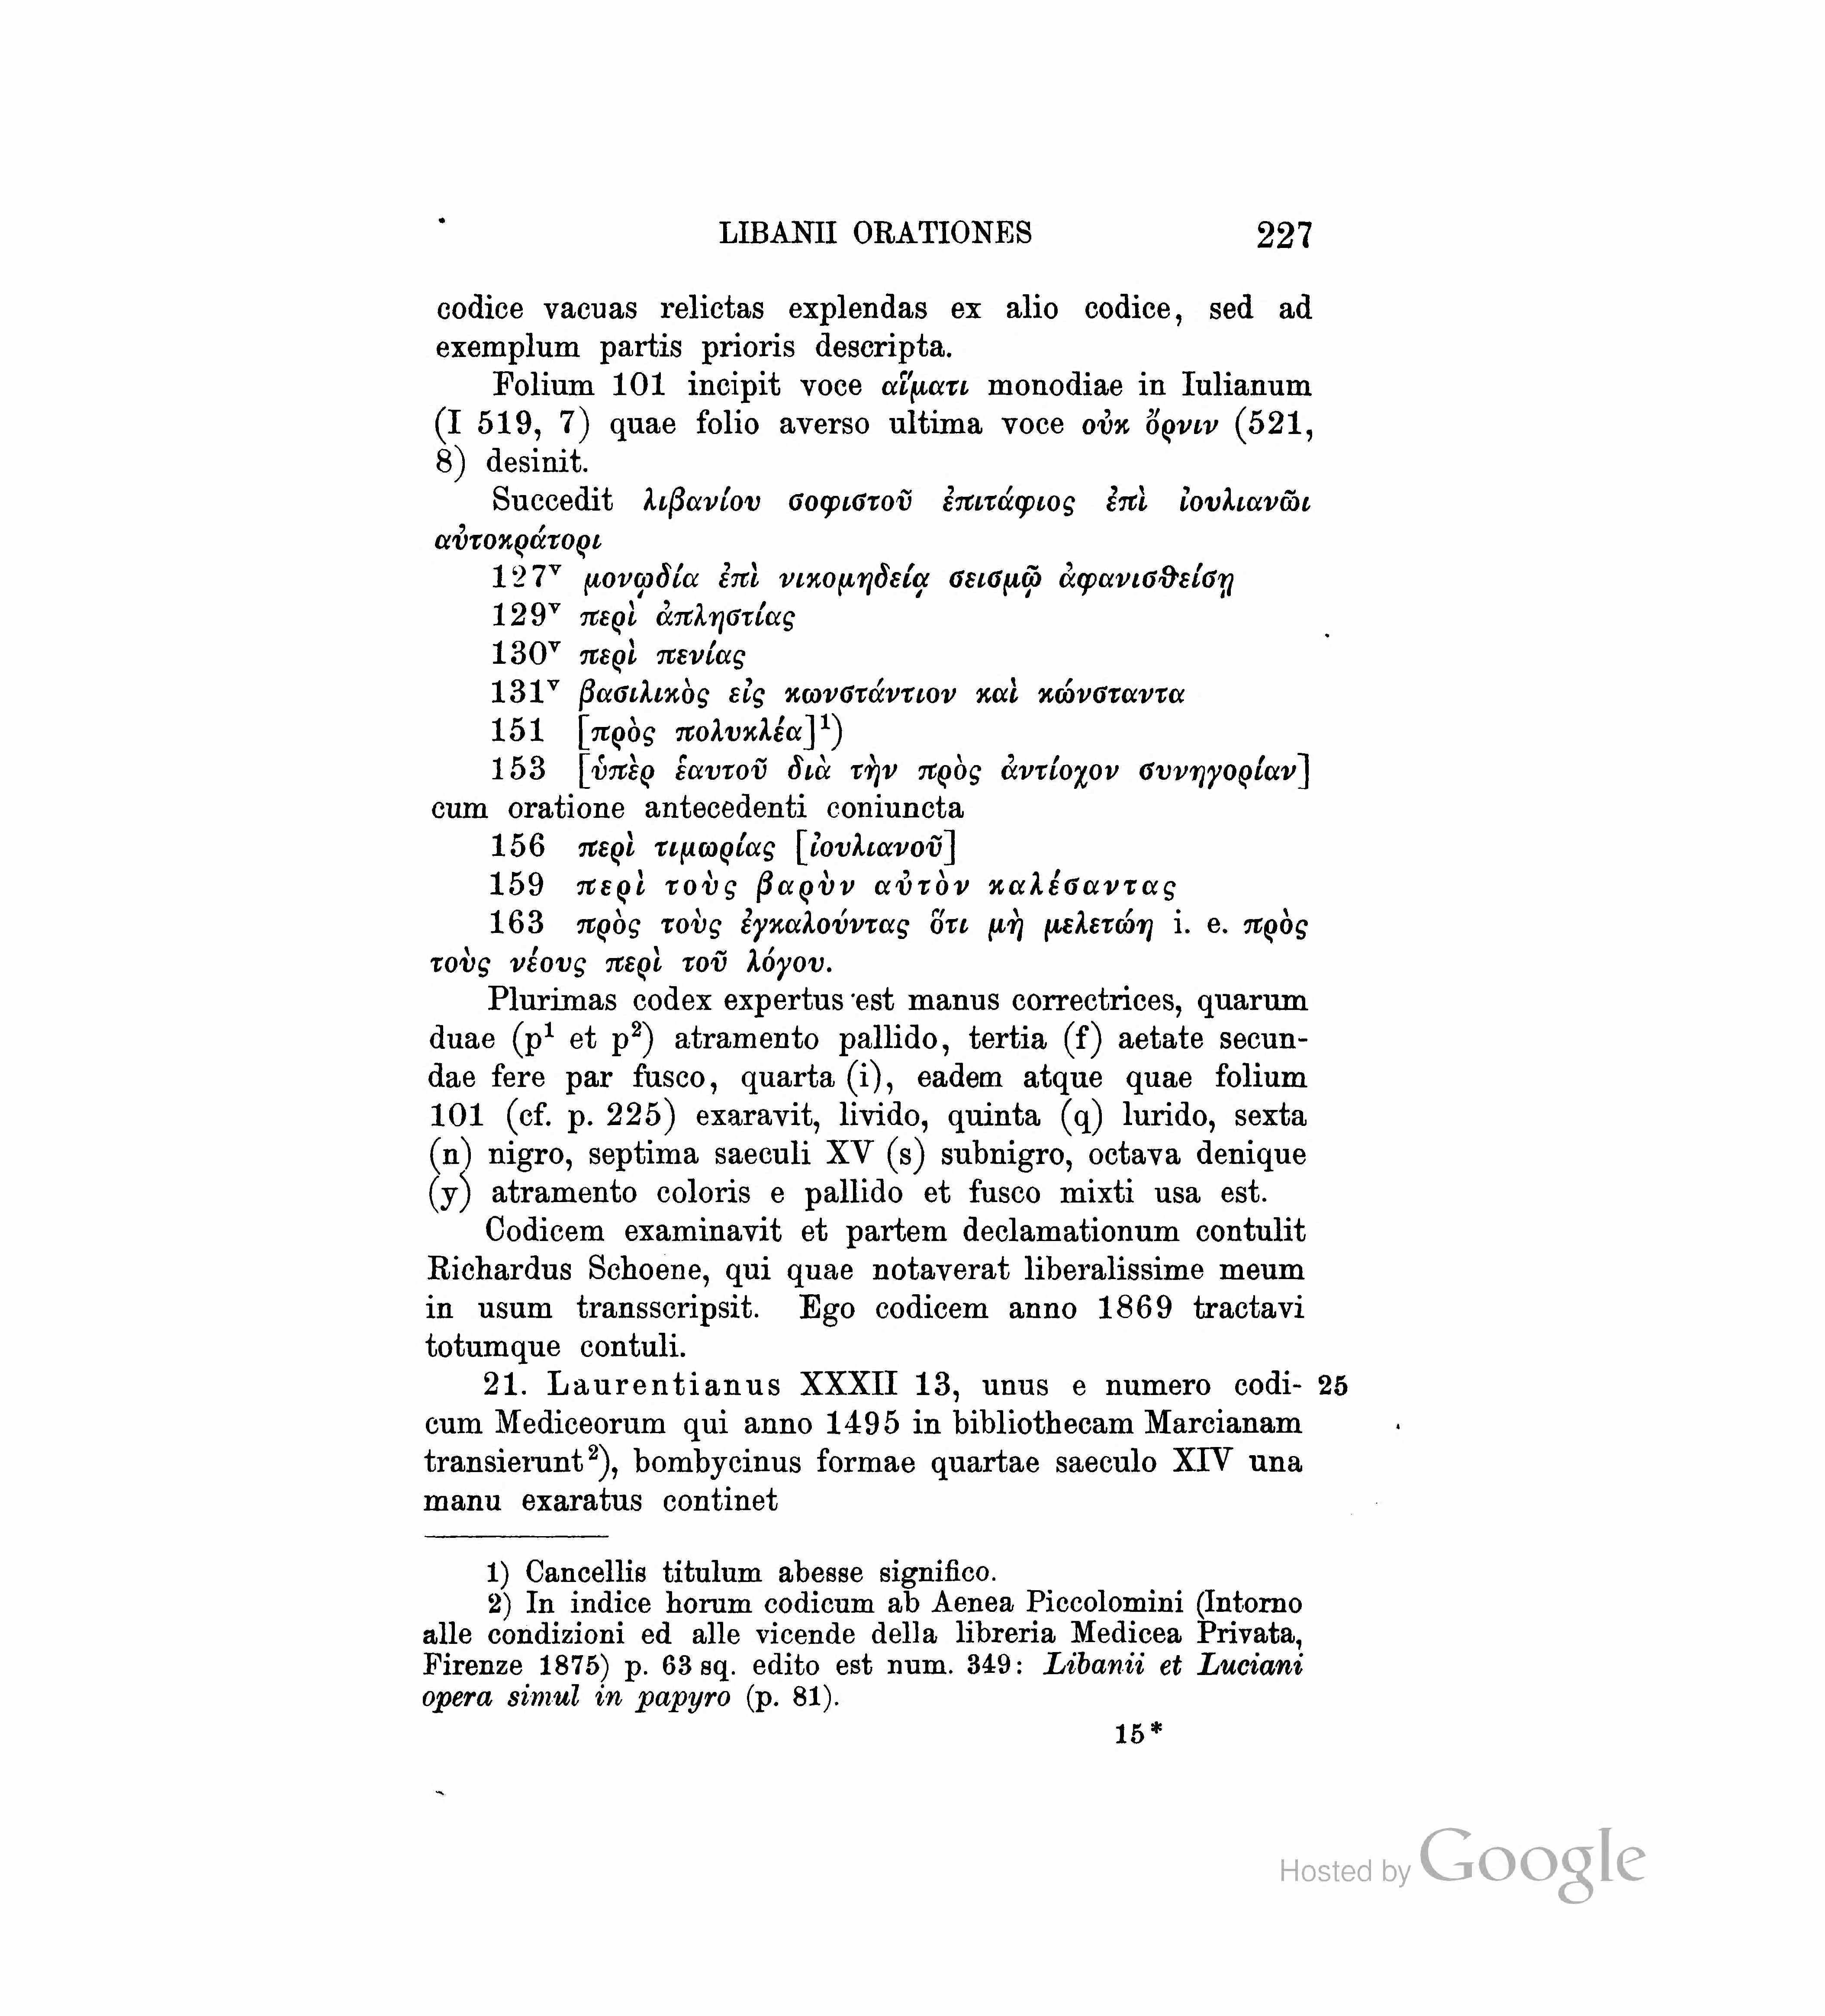 LIBANII ORATIONES 227
codice vacuas relictas explendas ex alio codice, sed ad
exemplum partis prioris descripta.
Folium 101 incipit voce αἵματι monodiae in Iulianum
(I 519, 7) quae folio averso ultima voce οὐκ ὄρνιν (521,
8) desinit.
Succedit λιβανίου σοφιστοῦ ἐπιτάφιος ἐπὶ ἰουλιανῶι
αὐτοκράτορι
127ᵛ μονῳδία ἐπὶ νικομηδείᾳ σεισμῷ ἀφανισθείσῃ
129ᵛ περὶ ἀπληστίας
130ᵛ περὶ πενίας
131ᵛ βασιλικὸς εἰς κωνστάντιον καὶ κώνσταντα
151 [πρὸς πολυκλέα]¹)
153 [ὑπὲρ ἑαυτοῦ διὰ τὴν πρὸς ἀντίοχον συνηγορίαν]
cum oratione antecedenti coniuncta
156 περὶ τιμωρίας [ἰουλιανοῦ]
159 περὶ τοὺς βαρὺν αὐτὸν καλέσαντας
163 πρὸς τοὺς ἐγκαλούντας ὅτι μὴ μελετώη i. e. πρὸς
τοὺς νέους περὶ τοῦ λόγου.
Plurimas codex expertus est manus correctrices, quarum
duae (p¹ et p²) atramento pallido, tertia (f) aetate secun-
dae fere par fusco, quarta (i), eadem atque quae folium
101 (cf. p. 225) exaravit, livido, quinta (q) lurido, sexta
(n) nigro, septima saeculi XV (s) subnigro, octava denique
(y) atramento coloris e pallido et fusco mixti usa est.
Codicem examinavit et partem declamationum contulit
Richardus Schoene, qui quae notaverat liberalissime meum
in usum transscripsit. Ego codicem anno 1869 tractavi
totumque contuli.
21. Laurentianus XXXII 13, unus e numero codi- 25
cum Mediceorum qui anno 1495 in bibliothecam Marcianam
transierunt²), bombycinus formae quartae saeculo XIV una
manu exaratus continet
1) Cancellis titulum abesse significo.
2) In indice horum codicum ab Aenea Piccolomini (Intorno
alle condizioni ed alle vicende della libreria Medicea Privata,
Firenze 1875) p. 63 sq. edito est num. 349: Libanii et Luciani
opera simul in papyro (p. 81).
15*
Hosted by Google